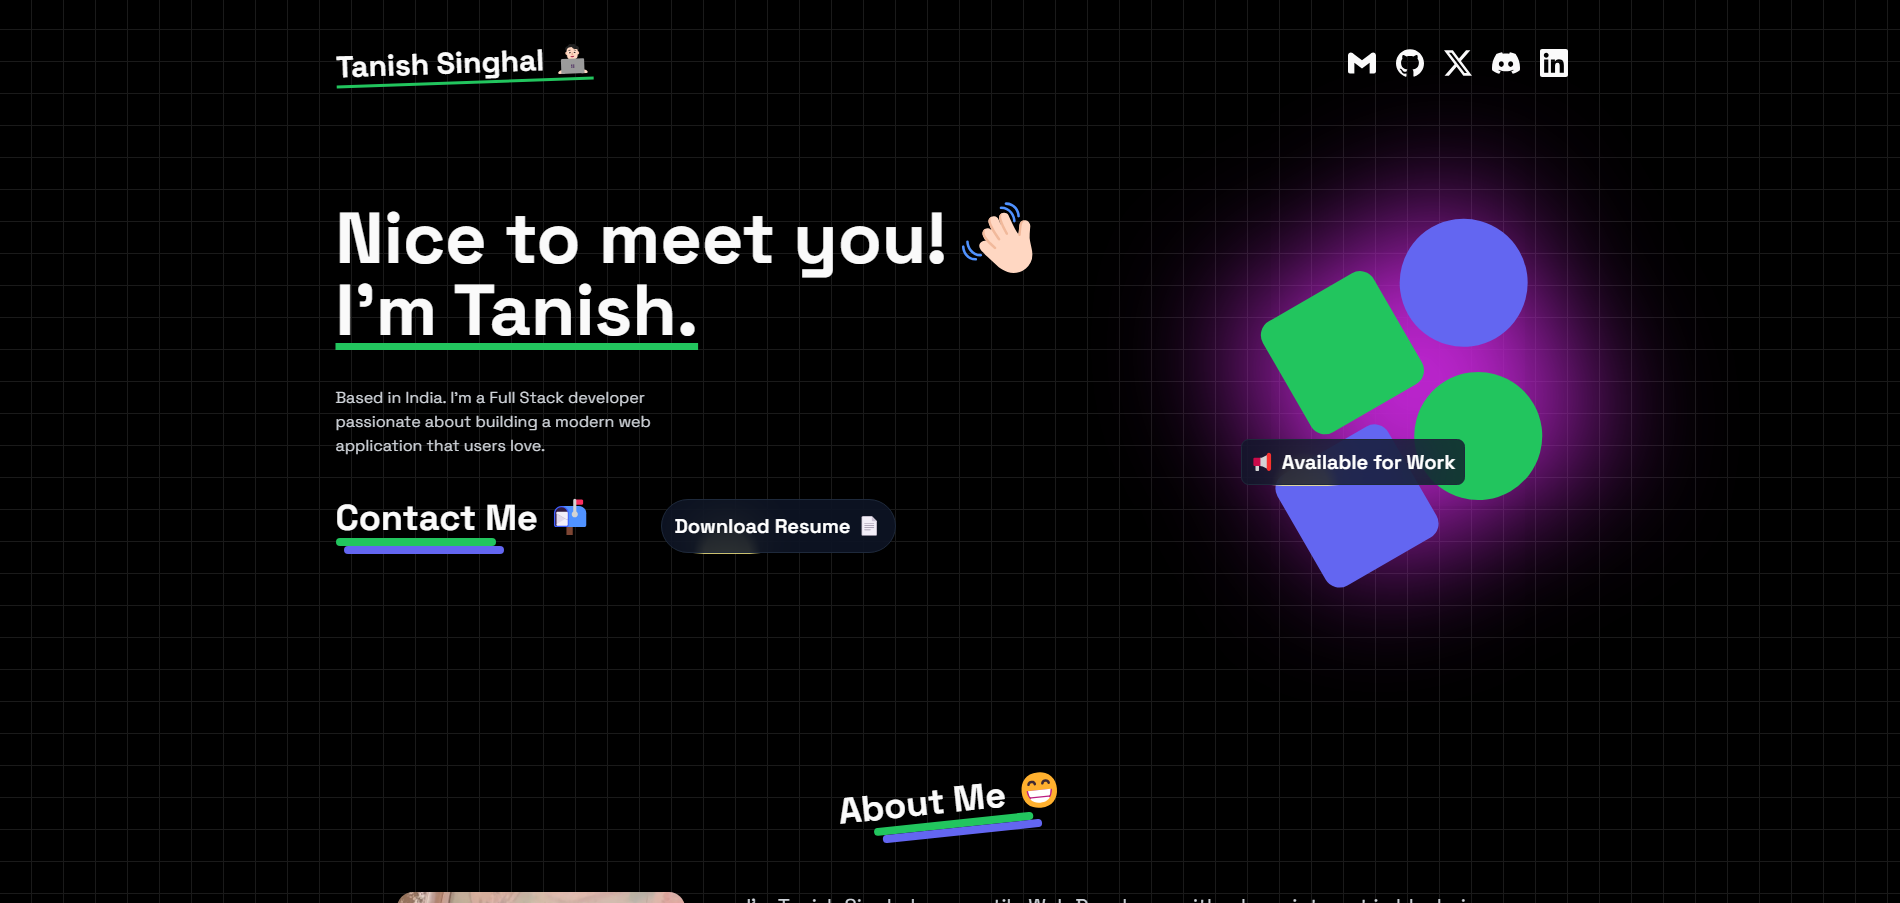 Tanish Singhal
Nice to meet you!
I'm Tanish.
Based in India. I'm a Full Stack developer
passionate about building a modern web
application that users love.
Contact Me
Download Resume
Available for Work
About Me